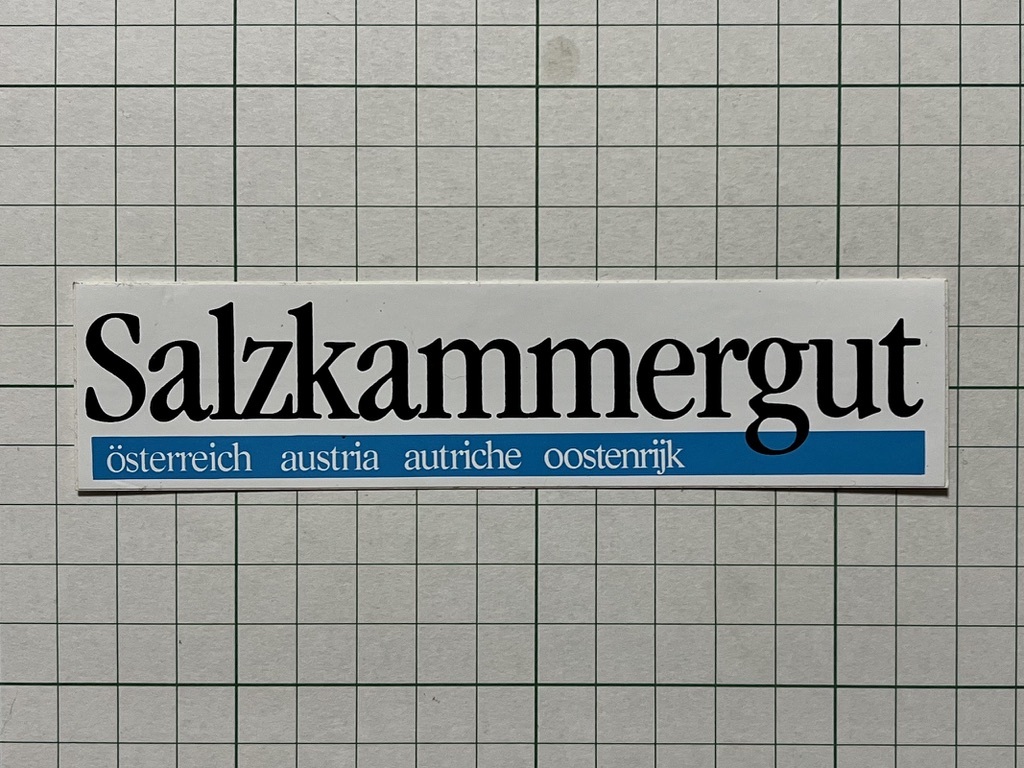 Salzkammergut
österreich austria autriche oostenrijk